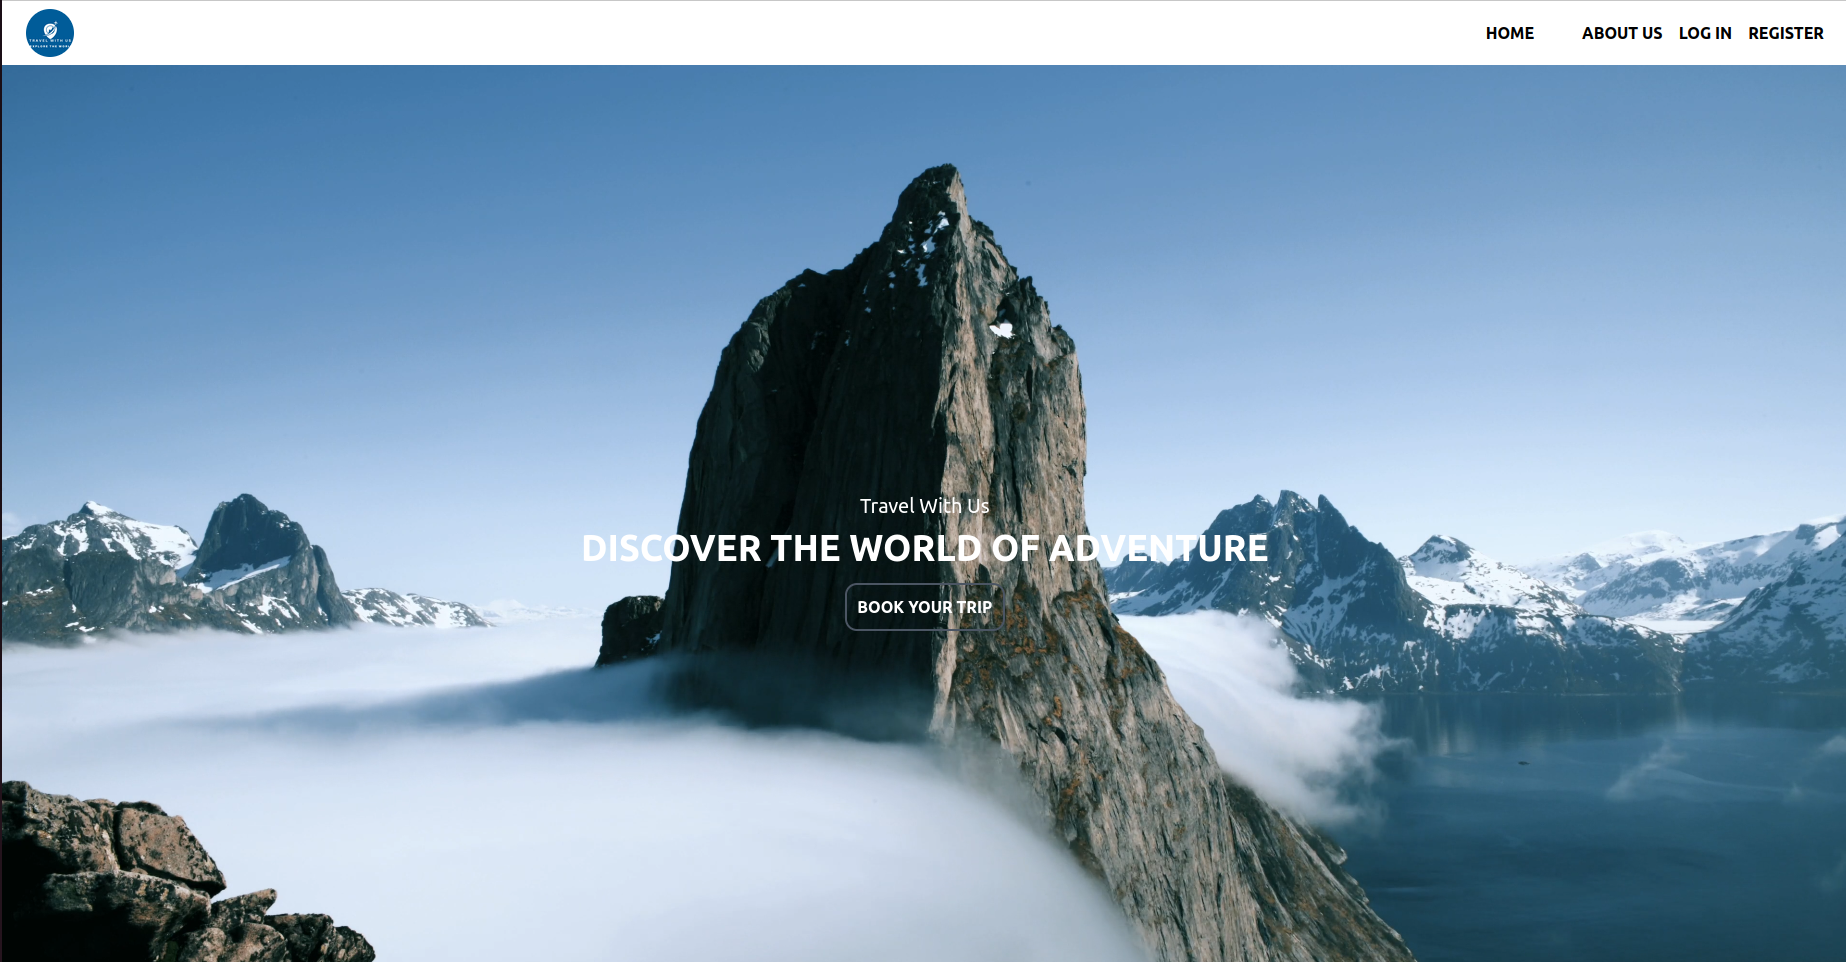 TRAVEL WITH US
EXPLORE THE WORLD
HOME ABOUT US LOG IN REGISTER
Travel With Us
DISCOVER THE WORLD OF ADVENTURE
BOOK YOUR TRIP